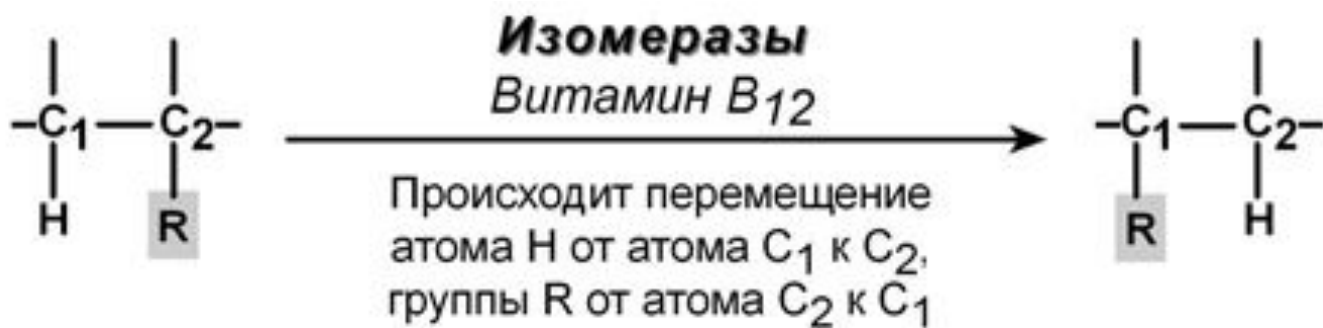 Изомеразы
Витамин B12
C1 C2
H R
Происходит перемещение
атома H от атома C1 к C2,
группы R от атома C2 к C1
C1 C2
R H